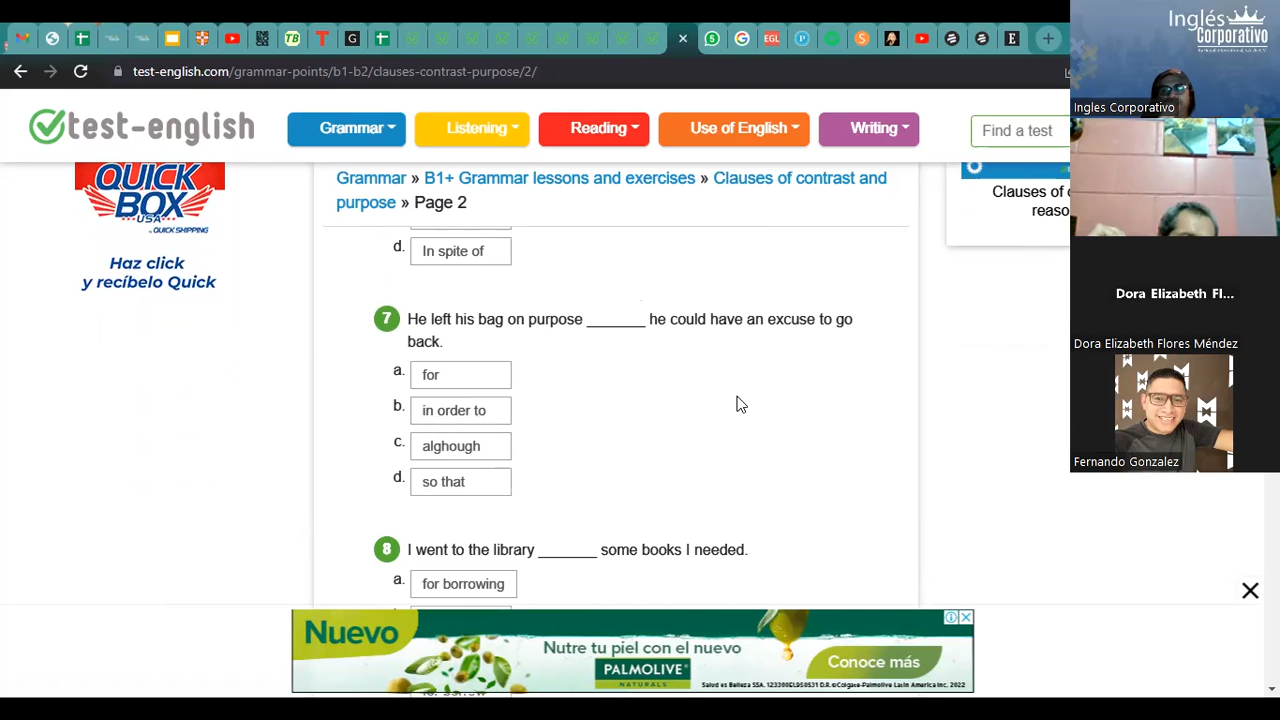 test-english.com/grammar-points/b1-b2/clauses-contrast-purpose/2/
test-english
Grammar
Listening
Reading
Use of English
Writing
Find a test
QUICK
BOX
USA
by QUICK SHIPPING
Haz click
y recíbelo Quick
Grammar » B1+ Grammar lessons and exercises » Clauses of contrast and
purpose » Page 2
d. In spite of
7 He left his bag on purpose _______ he could have an excuse to go
back.
a. for
b. in order to
c. alghough
d. so that
8 I went to the library _______ some books I needed.
a. for borrowing
Clauses of
reaso
Nuevo
Nutre tu piel con el nuevo
PALMOLIVE
NATURALS
Conoce más
Inglés
Corporativo
Ingles Corporativo
Dora Elizabeth Fl...
Dora Elizabeth Flores Méndez
Fernando Gonzalez